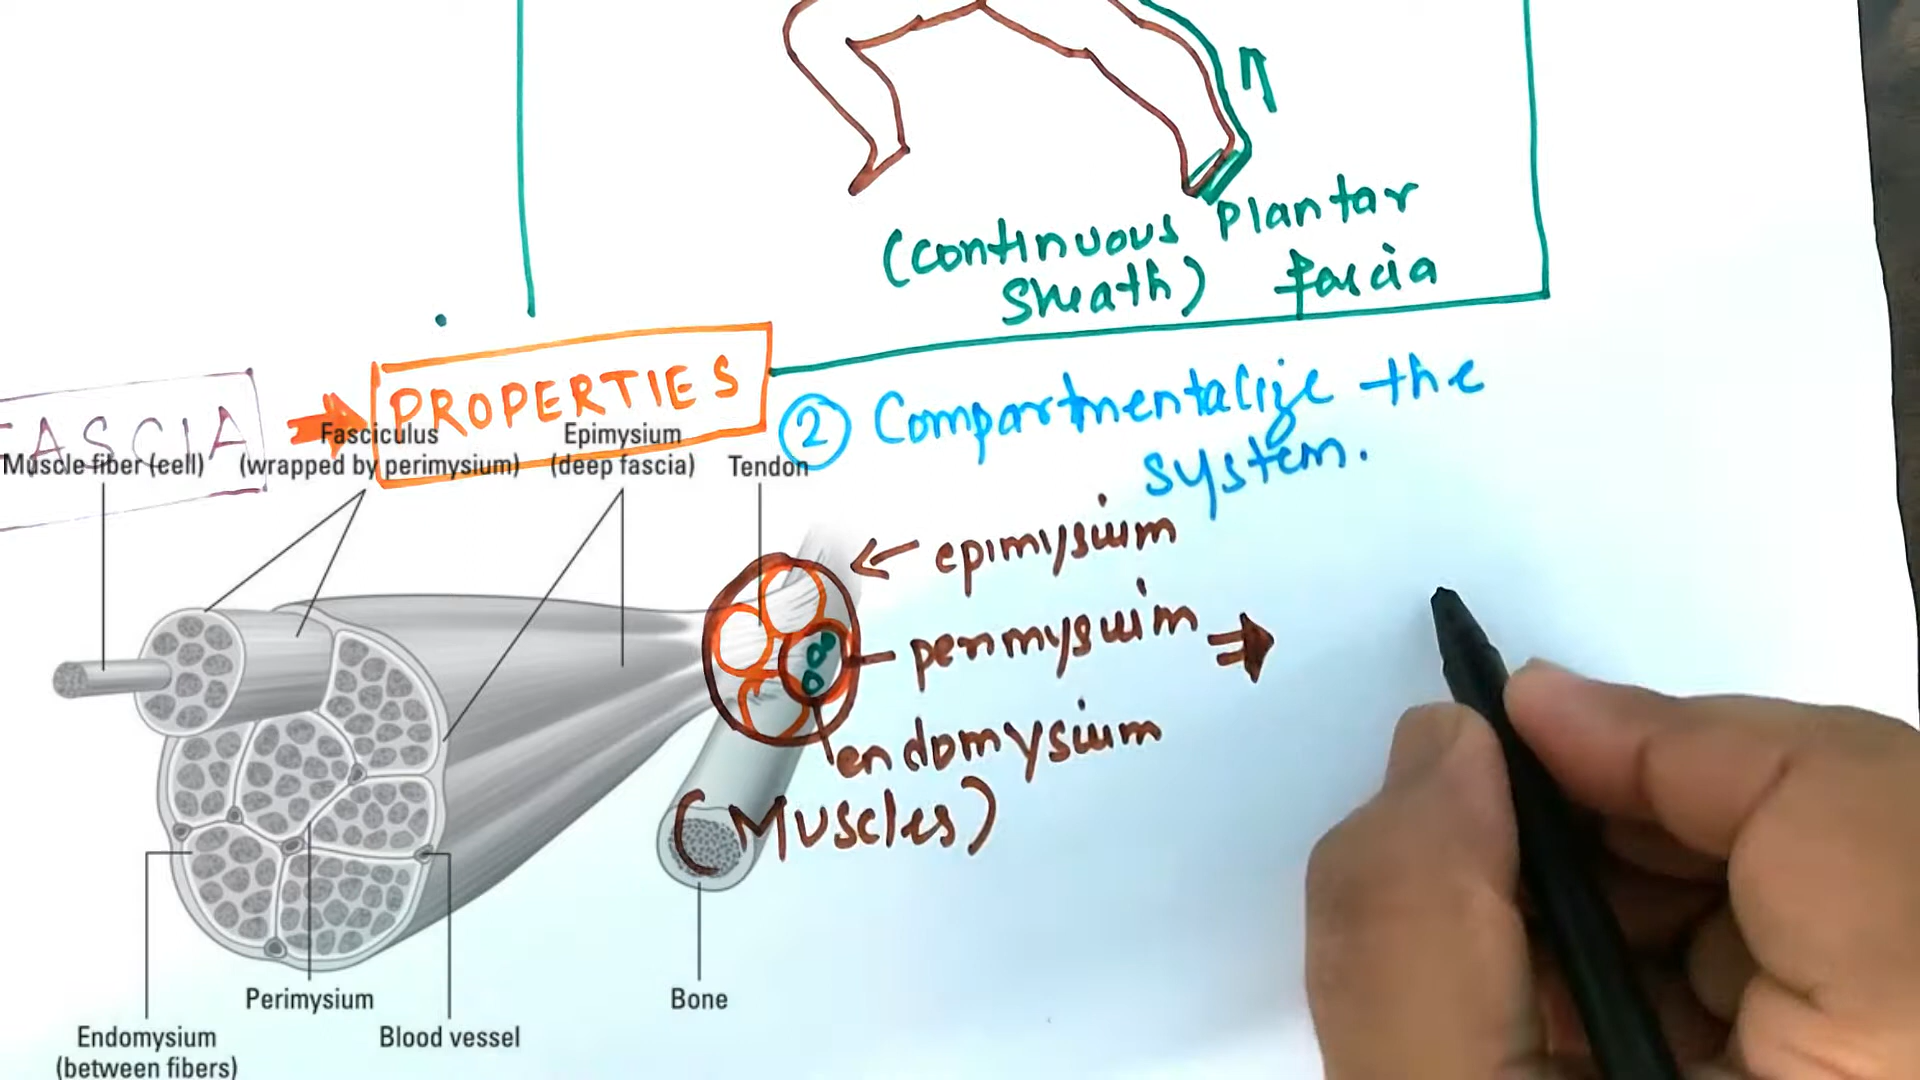 plantar
(continuous
sheath) fascia
FASCIA
PROPERTIES
② Compartmentalize the
system.
Fasciculus
(wrapped by perimysium)
Muscle fiber (cell)
Epimysium
(deep fascia)
Tendon
epimysium
perimysium
endomysium
(Muscles)
Perimysium
Bone
Endomysium
(between fibers)
Blood vessel